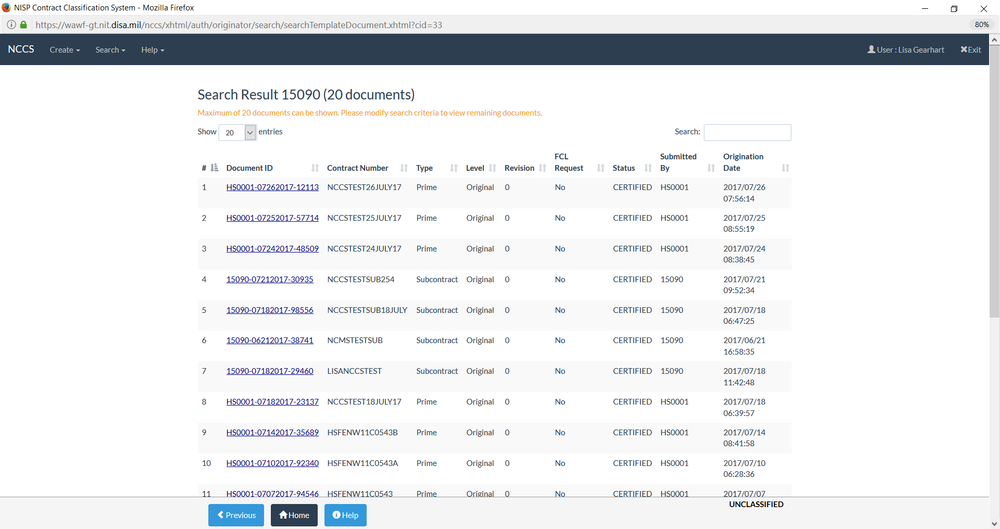 NISP Contract Classification System - Mozilla Firefox
https://wawf-gt.nit.disa.mil/nccs/xhtml/auth/originator/search/searchTemplateDocument.xhtml?cid=33 80%
NCCS Create Search Help User : Lisa Gearhart Exit
Search Result 15090 (20 documents)
Maximum of 20 documents can be shown. Please modify search criteria to view remaining documents.
Show 20 entries Search:
# Document ID Contract Number Type Level Revision FCL Request Status Submitted By Origination Date
1 HS0001-07262017-12113 NCCSTEST26JULY17 Prime Original 0 No CERTIFIED HS0001 2017/07/26
07:56:14
2 HS0001-07252017-57714 NCCSTEST25JULY17 Prime Original 0 No CERTIFIED HS0001 2017/07/25
08:55:19
3 HS0001-07242017-48509 NCCSTEST24JULY17 Prime Original 0 No CERTIFIED HS0001 2017/07/24
08:38:45
4 15090-07212017-30935 NCCSTESTSUB254 Subcontract Original 0 No CERTIFIED 15090 2017/07/21
09:52:34
5 15090-07182017-98556 NCCSTESTSUB18JULY Subcontract Original 0 No CERTIFIED 15090 2017/07/18
06:47:25
6 15090-06212017-38741 NCMSTESTSUB Subcontract Original 0 No CERTIFIED 15090 2017/06/21
16:58:35
7 15090-07182017-29460 LISANCCSTEST Subcontract Original 0 No CERTIFIED 15090 2017/07/18
11:42:48
8 HS0001-07182017-23137 NCCSTEST18JULY17 Prime Original 0 No CERTIFIED HS0001 2017/07/18
06:39:57
9 HS0001-07142017-35689 HSFENW11C0543B Prime Original 0 No CERTIFIED HS0001 2017/07/14
08:41:58
10 HS0001-07102017-92340 HSFENW11C0543A Prime Original 0 No CERTIFIED HS0001 2017/07/10
06:28:36
11 HS0001-07072017-94546 HSFENW11C0543 Prime Original 0 No CERTIFIED HS0001 2017/07/07
UNCLASSIFIED
Previous Home Help